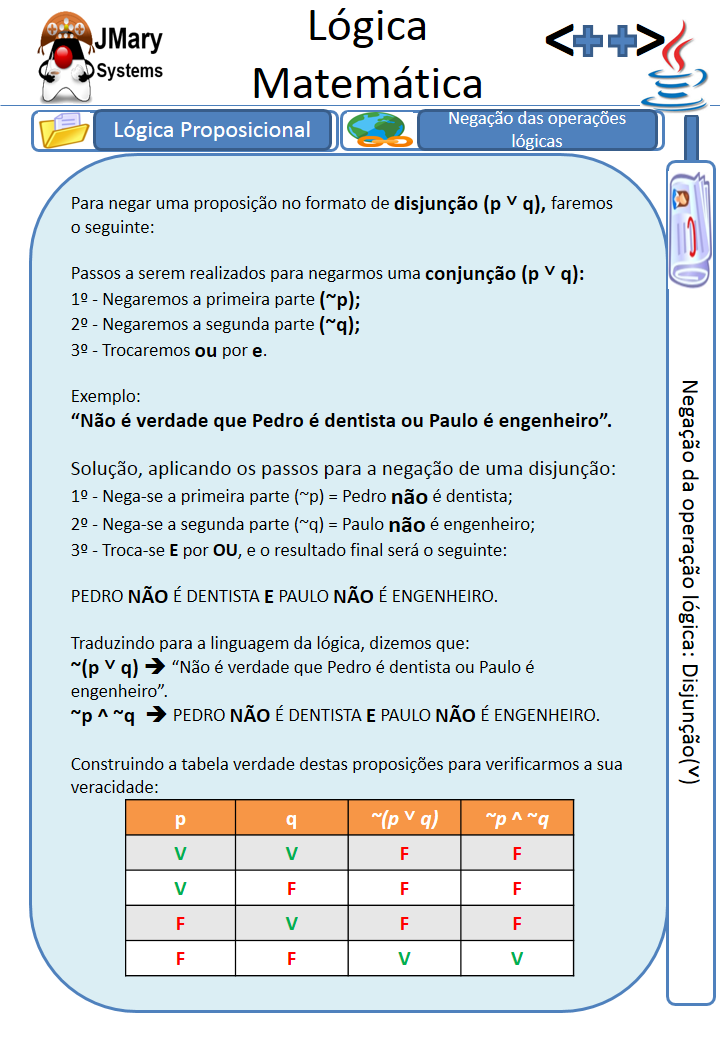 JMary
Systems
Lógica
Matemática
<++>
Lógica Proposicional
Negação das operações
lógicas
Para negar uma proposição no formato de disjunção (p ˅ q), faremos
o seguinte:
Passos a serem realizados para negarmos uma conjunção (p ˅ q):
1º - Negaremos a primeira parte (~p);
2º - Negaremos a segunda parte (~q);
3º - Trocaremos ou por e.
Exemplo:
“Não é verdade que Pedro é dentista ou Paulo é engenheiro”.
Solução, aplicando os passos para a negação de uma disjunção:
1º - Nega-se a primeira parte (~p) = Pedro não é dentista;
2º - Nega-se a segunda parte (~q) = Paulo não é engenheiro;
3º - Troca-se E por OU, e o resultado final será o seguinte:
PEDRO NÃO É DENTISTA E PAULO NÃO É ENGENHEIRO.
Traduzindo para a linguagem da lógica, dizemos que:
~(p ˅ q) ➔ “Não é verdade que Pedro é dentista ou Paulo é
engenheiro”.
~p ^ ~q ➔ PEDRO NÃO É DENTISTA E PAULO NÃO É ENGENHEIRO.
Construindo a tabela verdade destas proposições para verificarmos a sua
veracidade:
p q ~(p ˅ q) ~p ^ ~q
V V F F
V F F F
F V F F
F F V V
Negação da operação lógica: Disjunção(˅)